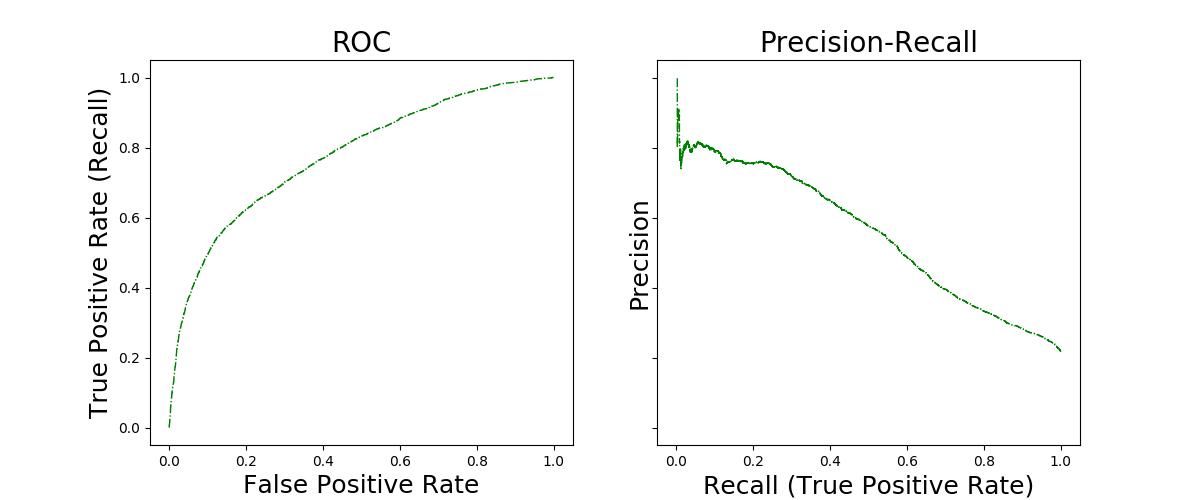 ROC
True Positive Rate (Recall)
1.0
0.8
0.6
0.4
0.2
0.0
0.0 0.2 0.4 0.6 0.8 1.0
False Positive Rate
Precision-Recall
Precision
0.0 0.2 0.4 0.6 0.8 1.0
Recall (True Positive Rate)